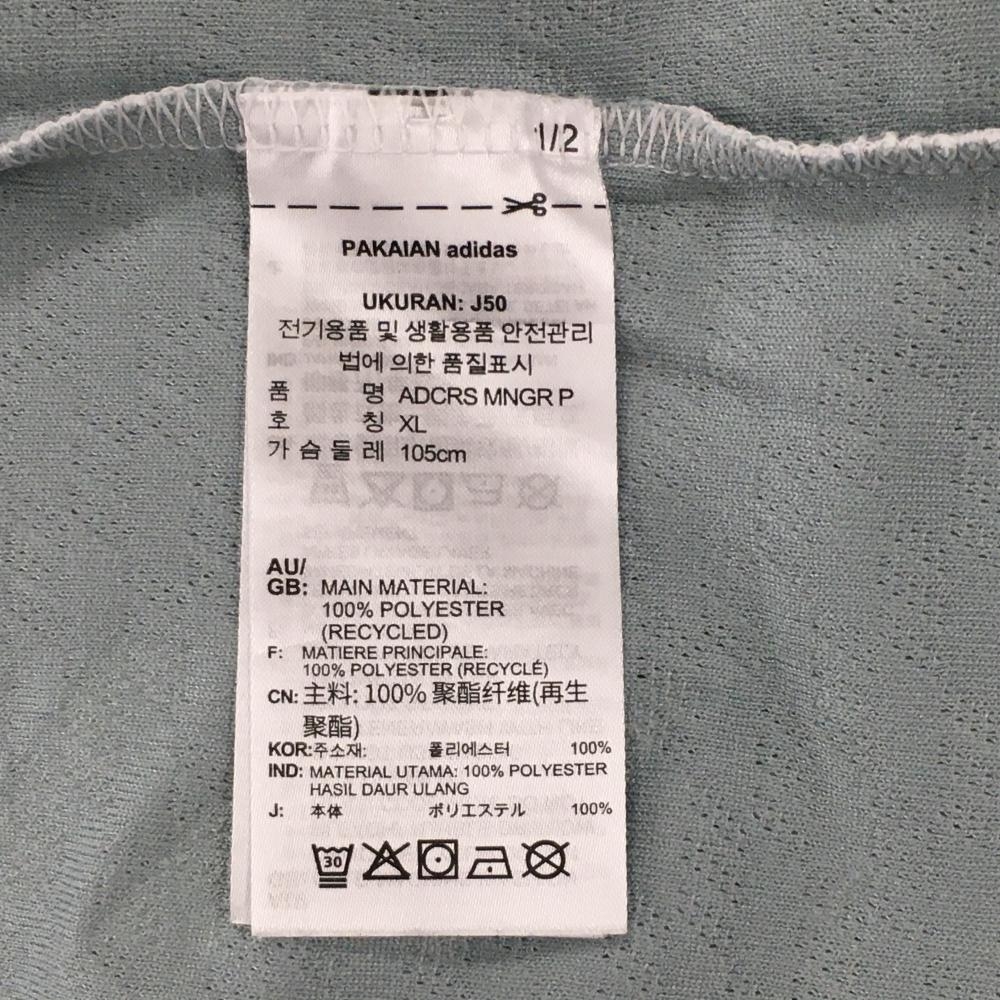 1/2
PAKAIAN adidas
UKURAN: J50
전기용품 및 생활용품 안전관리
법에 의한 품질표시
품 명 ADCRS MNGR P
호 칭 XL
가 슴 둘 레 105cm
AU/
GB: MAIN MATERIAL:
100% POLYESTER
(RECYCLED)
F: MATIERE PRINCIPALE:
100% POLYESTER (RECYCLÉ)
CN: 主料: 100% 聚酯纤维(再生
聚酯)
KOR:주소재: 폴리에스터 100%
IND: MATERIAL UTAMA: 100% POLYESTER
HASIL DAUR ULANG
J: 本体 ポリエステル 100%
30